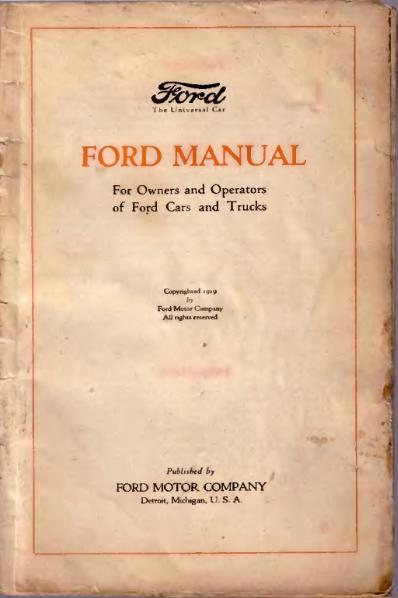 Ford
The Universal Car
FORD MANUAL
For Owners and Operators
of Ford Cars and Trucks
Copyrighted 1919
by
Ford Motor Company
All rights reserved
Published by
FORD MOTOR COMPANY
Detroit, Michigan, U. S. A.